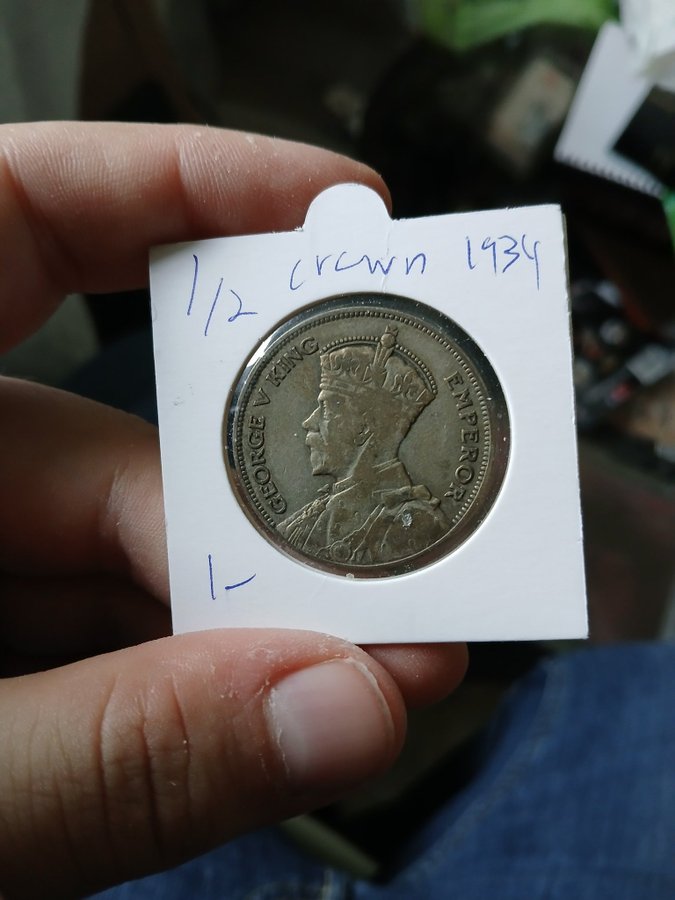 1/2 crown 1934
GEORGE V KING EMPEROR
1-